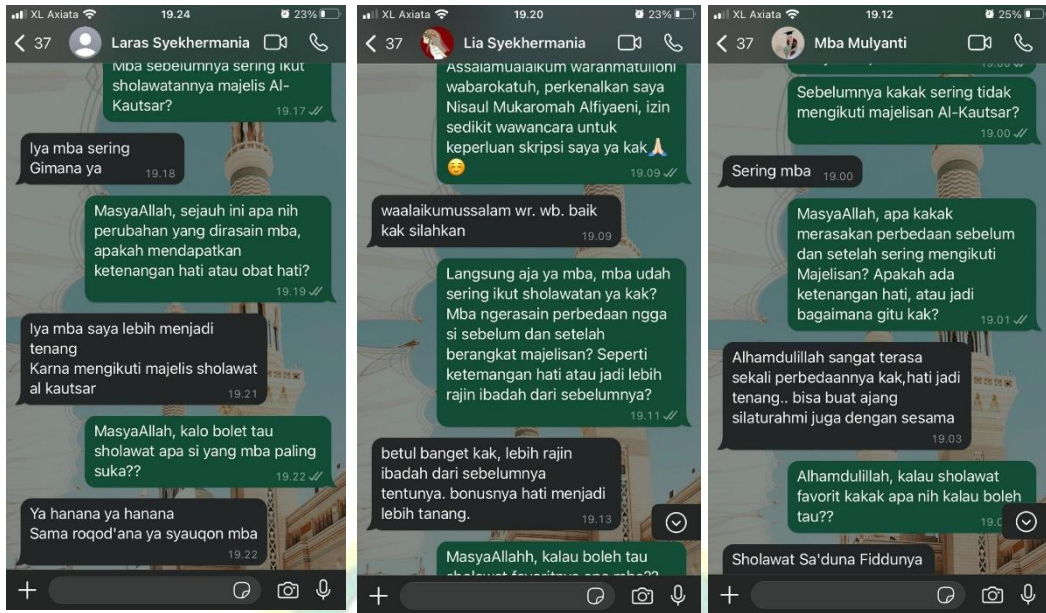 XL Axiata 19.24 23%
37 Laras Syekhermania
Mba sebelumnya sering ikut
sholawatannya majelis Al-
Kautsar?
19.17
Iya mba sering
Gimana ya 19.18
MasyaAllah, sejauh ini apa nih
perubahan yang dirasain mba,
apakah mendapatkan
ketenangan hati atau obat hati?
19.19
Iya mba saya lebih menjadi
tenang
Karna mengikuti majelis sholawat
al kautsar 19.21
MasyaAllah, kalo bolet tau
sholawat apa si yang mba paling
suka?? 19.22
Ya hanana ya hanana
Sama roqod'ana ya syauqon mba
19.22
XL Axiata 19.20 23%
37 Lia Syekhermania
Assalamualaikum warahmatullohi
wabarokatuh, perkenalkan saya
Nisaul Mukaromah Alfiyaeni, izin
sedikit wawancara untuk
keperluan skripsi saya ya kak🙏🏻
☺️ 19.09
waalaikumussalam wr. wb. baik
kak silahkan 19.09
Langsung aja ya mba, mba udah
sering ikut sholawatan ya kak?
Mba ngerasain perbedaan ngga
si sebelum dan setelah
berangkat majelisan? Seperti
ketemangan hati atau jadi lebih
rajin ibadah dari sebelumnya?
19.11
betul banget kak, lebih rajin
ibadah dari sebelumnya
tentunya. bonusnya hati menjadi
lebih tanang. 19.13
MasyaAllahh, kalau boleh tau
XL Axiata 19.12 25%
37 Mba Mulyanti
Sebelumnya kakak sering tidak
mengikuti majelisan Al-Kautsar?
19.00
Sering mba 19.00
MasyaAllah, apa kakak
merasakan perbedaan sebelum
dan setelah sering mengikuti
Majelisan? Apakah ada
ketenangan hati, atau jadi
bagaimana gitu kak? 19.01
Alhamdulillah sangat terasa
sekali perbedaannya kak,hati jadi
tenang.. bisa buat ajang
silaturahmi juga dengan sesama
19.03
Alhamdulillah, kalau sholawat
favorit kakak apa nih kalau boleh
tau??
Sholawat Sa'duna Fiddunya